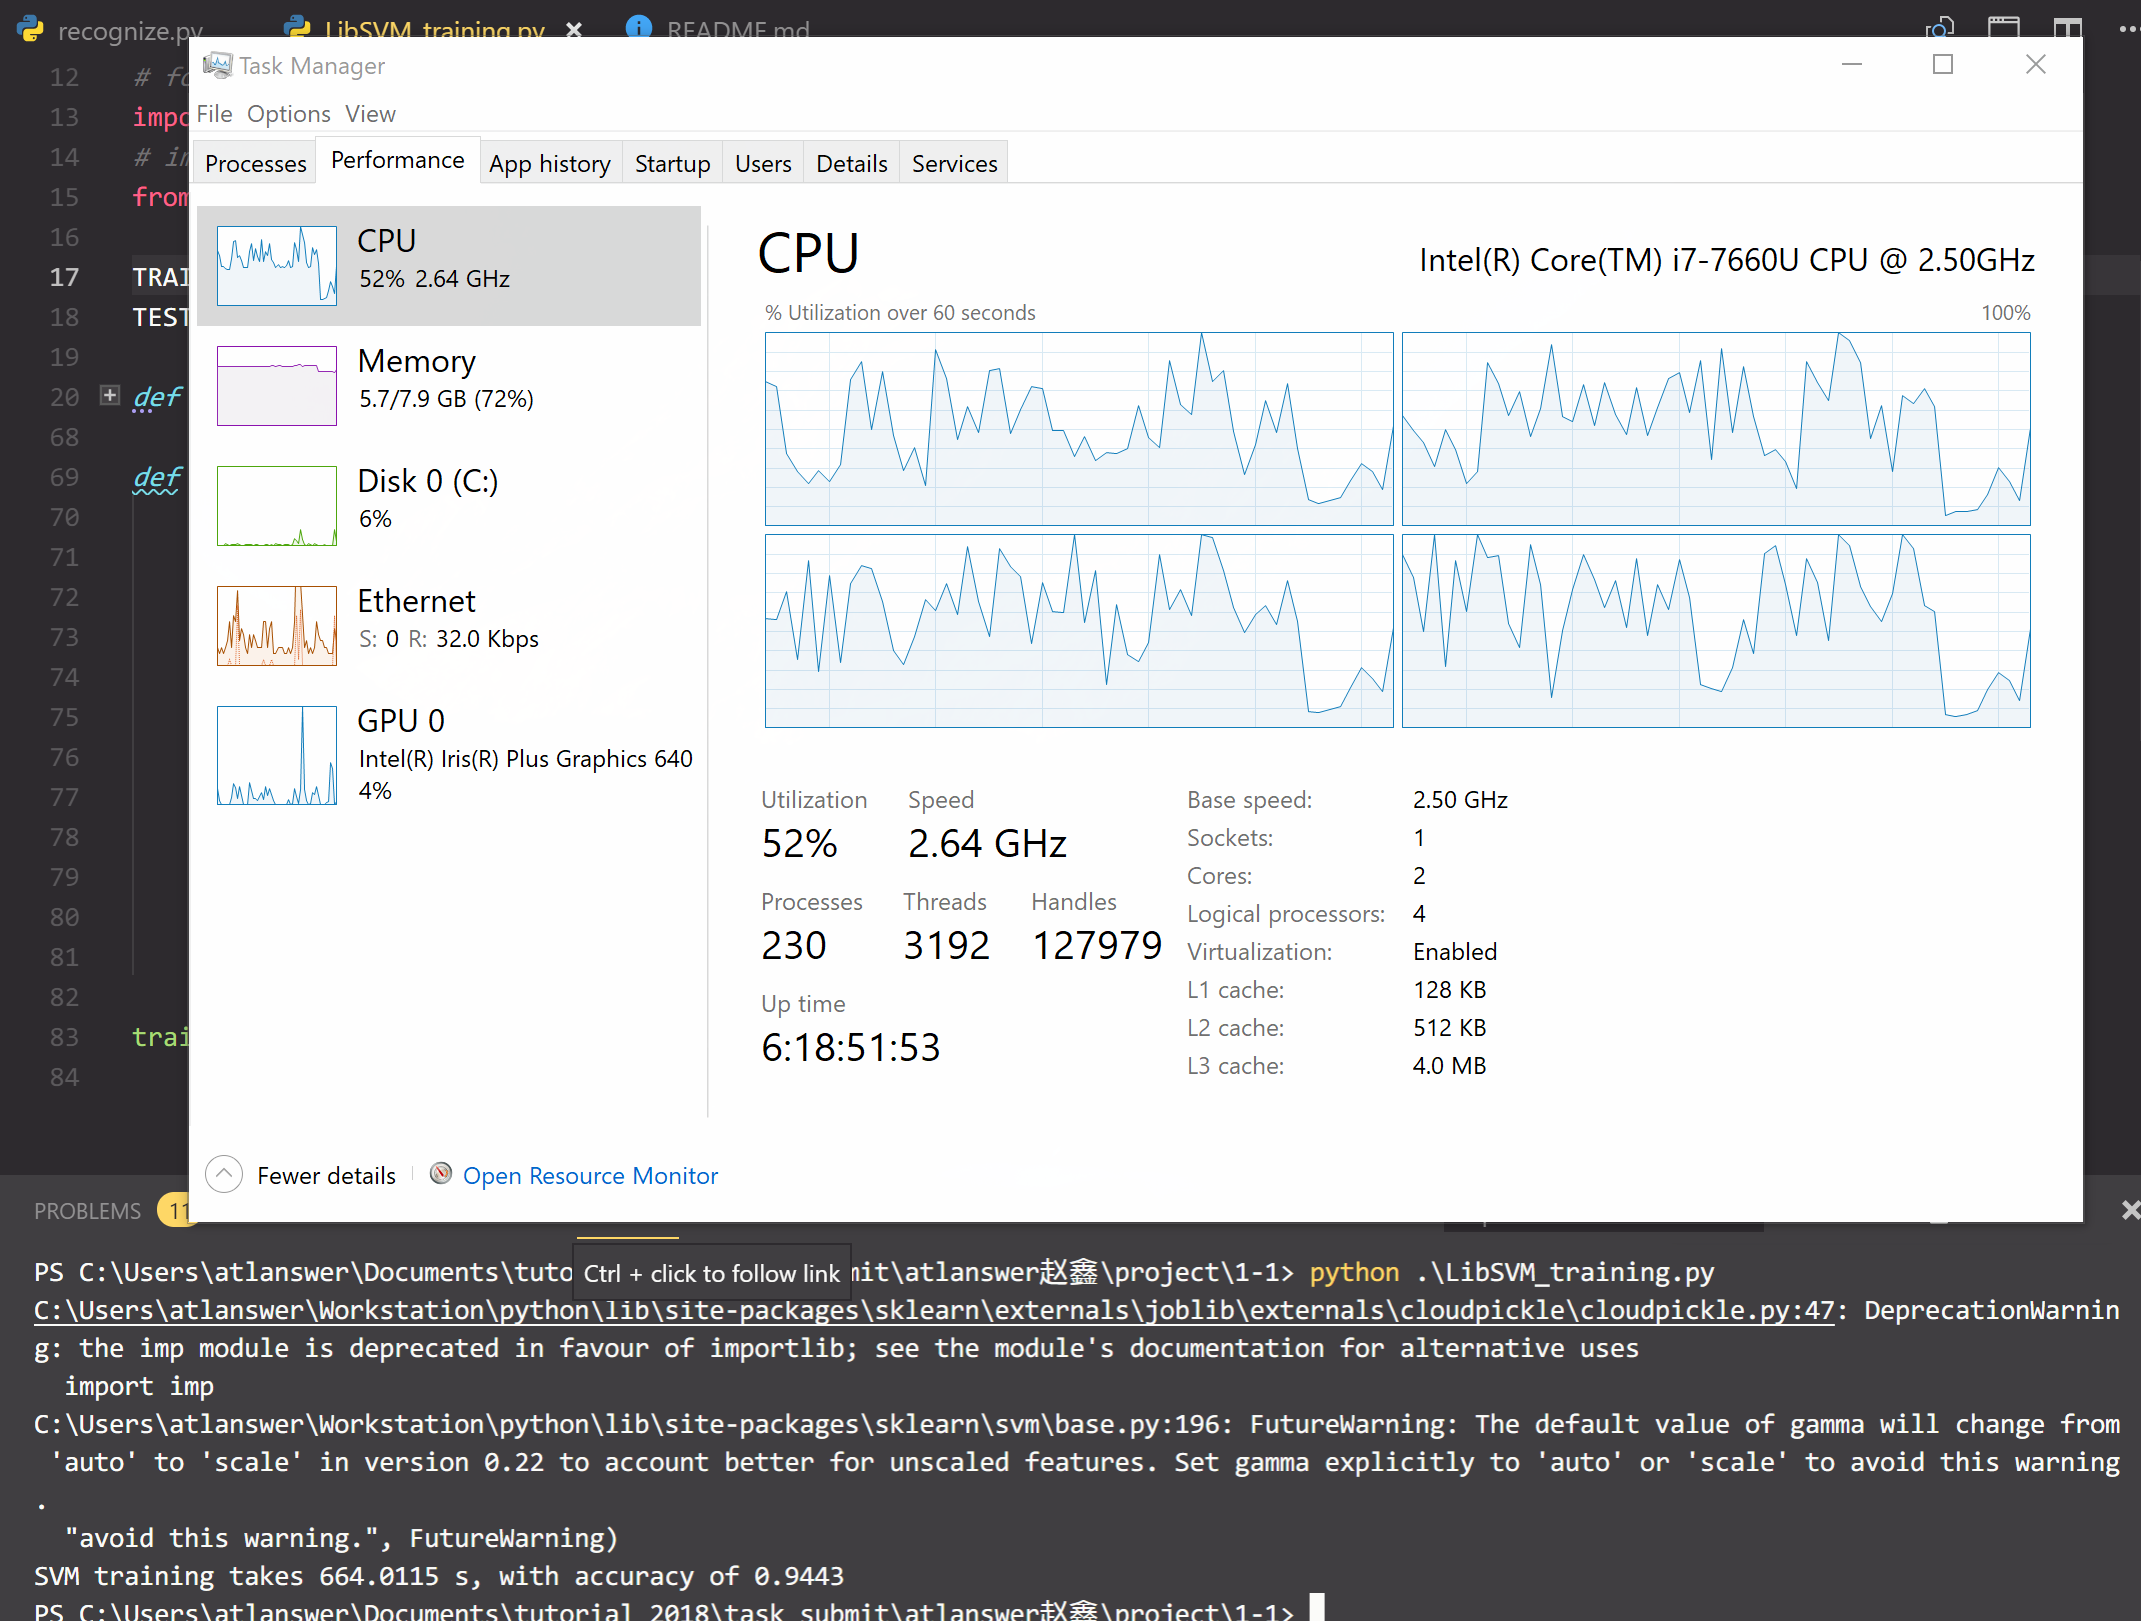 recognize.py LibSVM_training.py README.md
Task Manager
File Options View
Processes Performance App history Startup Users Details Services
12 #
13
14 #
15 from
16
17
18 TEST
19
20 def
68
69 def
70
71
72
73
74
75
76
77
78
79
80
81
82
83
84
CPU
52% 2.64 GHz
Memory
5.7/7.9 GB (72%)
Disk 0 (C:)
6%
Ethernet
S: 0 R: 32.0 Kbps
GPU 0
Intel(R) Iris(R) Plus Graphics 640
4%
CPU Intel(R) Core(TM) i7-7660U CPU @ 2.50GHz
% Utilization over 60 seconds 100%
Utilization Speed
52% 2.64 GHz
Processes Threads Handles
230 3192 127979
Up time
6:18:51:53
Base speed: 2.50 GHz
Sockets: 1
Cores: 2
Logical processors: 4
Virtualization: Enabled
L1 cache: 128 KB
L2 cache: 512 KB
L3 cache: 4.0 MB
Fewer details Open Resource Monitor
PROBLEMS 11
Ctrl + click to follow link
PS C:\Users\atlanswer\Documents\tuto mit\atlanswer赵鑫\project\1-1> python .\LibSVM_training.py
C:\Users\atlanswer\Workstation\python\lib\site-packages\sklearn\externals\joblib\externals\cloudpickle\cloudpickle.py:47: DeprecationWarnin
g: the imp module is deprecated in favour of importlib; see the module's documentation for alternative uses
import imp
C:\Users\atlanswer\Workstation\python\lib\site-packages\sklearn\svm\base.py:196: FutureWarning: The default value of gamma will change from
'auto' to 'scale' in version 0.22 to account better for unscaled features. Set gamma explicitly to 'auto' or 'scale' to avoid this warning
.
"avoid this warning.", FutureWarning)
SVM training takes 664.0115 s, with accuracy of 0.9443
PS C:\Users\atlanswer\Documents\tutorial_2018\task_submit\atlanswer赵鑫\project\1-1>